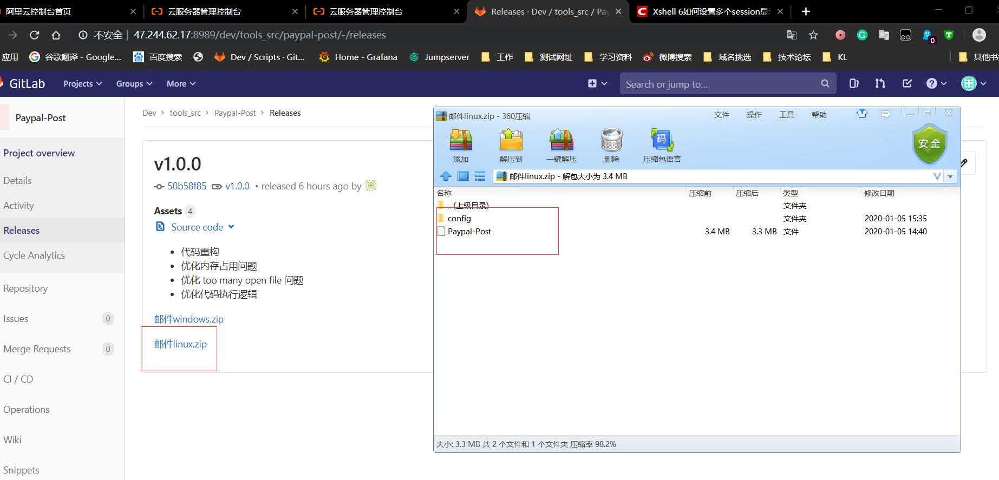 阿里云控制台首页
云服务器管理控制台
云服务器管理控制台
Releases · Dev / tools_src / Pay
Xshell 6如何设置多个session显
不安全 | 47.244.62.17:8989/dev/tools_src/paypal-post/-/releases
0
应用
谷歌翻译 - Google...
百度搜索
Dev / Scripts · Git...
Home - Grafana
Jumpserver
工作
测试网址
学习资料
微博搜索
域名挑选
技术论坛
KL
其他书
GitLab
Projects
Groups
More
Search or jump to...
Paypal-Post
Project overview
Details
Activity
Releases
Cycle Analytics
Repository
Issues 0
Merge Requests 0
CI / CD
Operations
Wiki
Snippets
Dev > tools_src > Paypal-Post > Releases
v1.0.0
50b58f85 v1.0.0 • released 6 hours ago by
Assets 4
Source code
• 代码重构
• 优化内存占用问题
• 优化 too many open file 问题
• 优化代码执行逻辑
邮件windows.zip
邮件linux.zip
邮件linux.zip - 360压缩
文件 操作 工具 帮助
添加 解压到 一键解压 删除 压缩包语言
码
安全
邮件linux.zip - 解包大小为 3.4 MB
名称 压缩前 压缩后 类型 修改日期
.. (上级目录) 文件夹
config 文件夹 2020-01-05 15:35
Paypal-Post 3.4 MB 3.3 MB 文件 2020-01-05 14:40
大小: 3.3 MB 共 2 个文件和 1 个文件夹 压缩率 98.2%